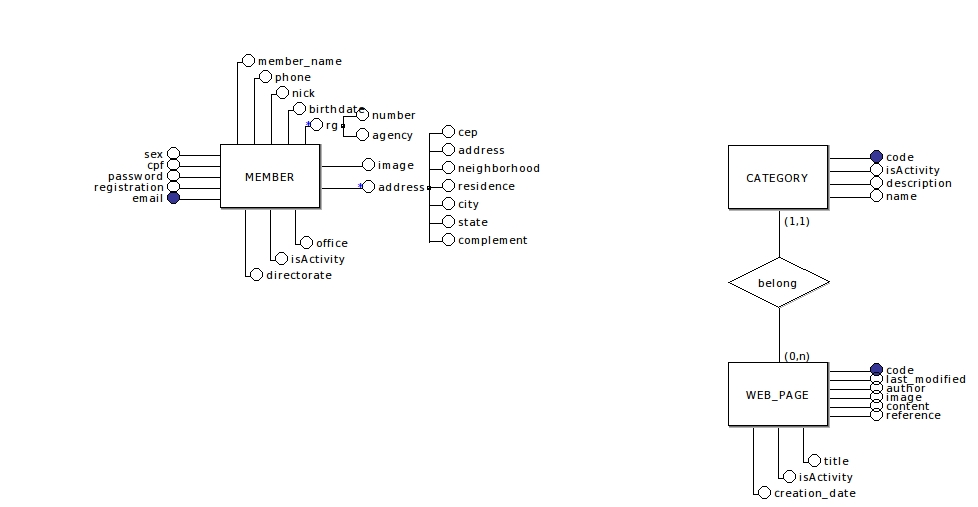 member_name
phone
nick
birthdate
* rg
number
agency
sex
cpf
password
registration
email
MEMBER
image
* address
cep
address
neighborhood
residence
city
state
complement
office
isActivity
directorate
CATEGORY
code
isActivity
description
name
(1,1)
belong
(0,n)
WEB_PAGE
code
last_modified
author
image
content
reference
title
isActivity
creation_date